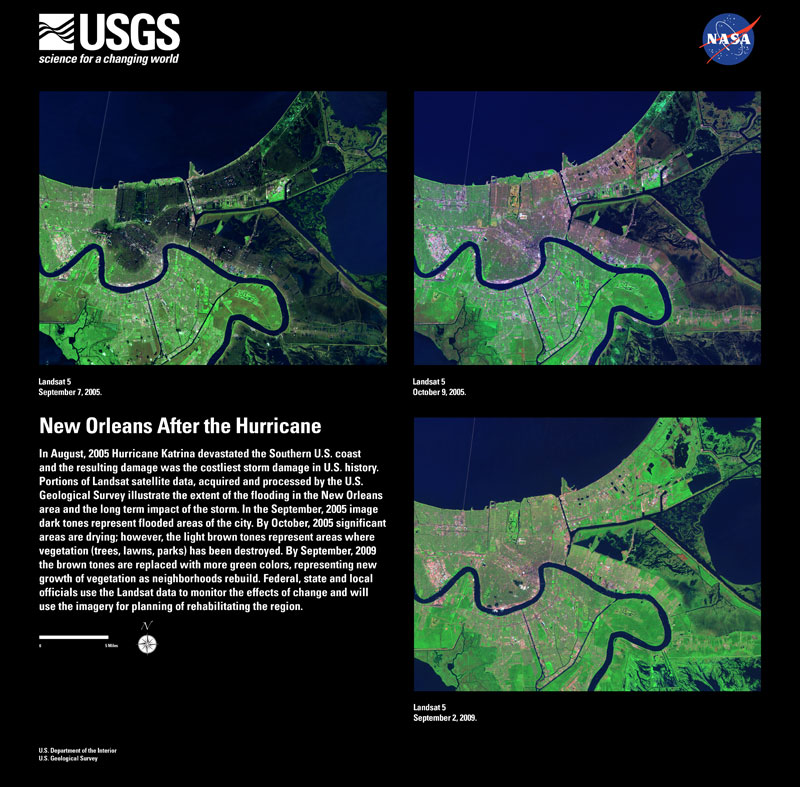 USGS
science for a changing world
NASA
Landsat 5
September 7, 2005.
Landsat 5
October 9, 2005.
New Orleans After the Hurricane
In August, 2005 Hurricane Katrina devastated the Southern U.S. coast
and the resulting damage was the costliest storm damage in U.S. history.
Portions of Landsat satellite data, acquired and processed by the U.S.
Geological Survey illustrate the extent of the flooding in the New Orleans
area and the long term impact of the storm. In the September, 2005 image
dark tones represent flooded areas of the city. By October, 2005 significant
areas are drying; however, the light brown tones represent areas where
vegetation (trees, lawns, parks) has been destroyed. By September, 2009
the brown tones are replaced with more green colors, representing new
growth of vegetation as neighborhoods rebuild. Federal, state and local
officials use the Landsat data to monitor the effects of change and will
use the imagery for planning of rehabilitating the region.
N
0 5 Miles
Landsat 5
September 2, 2009.
U.S. Department of the Interior
U.S. Geological Survey